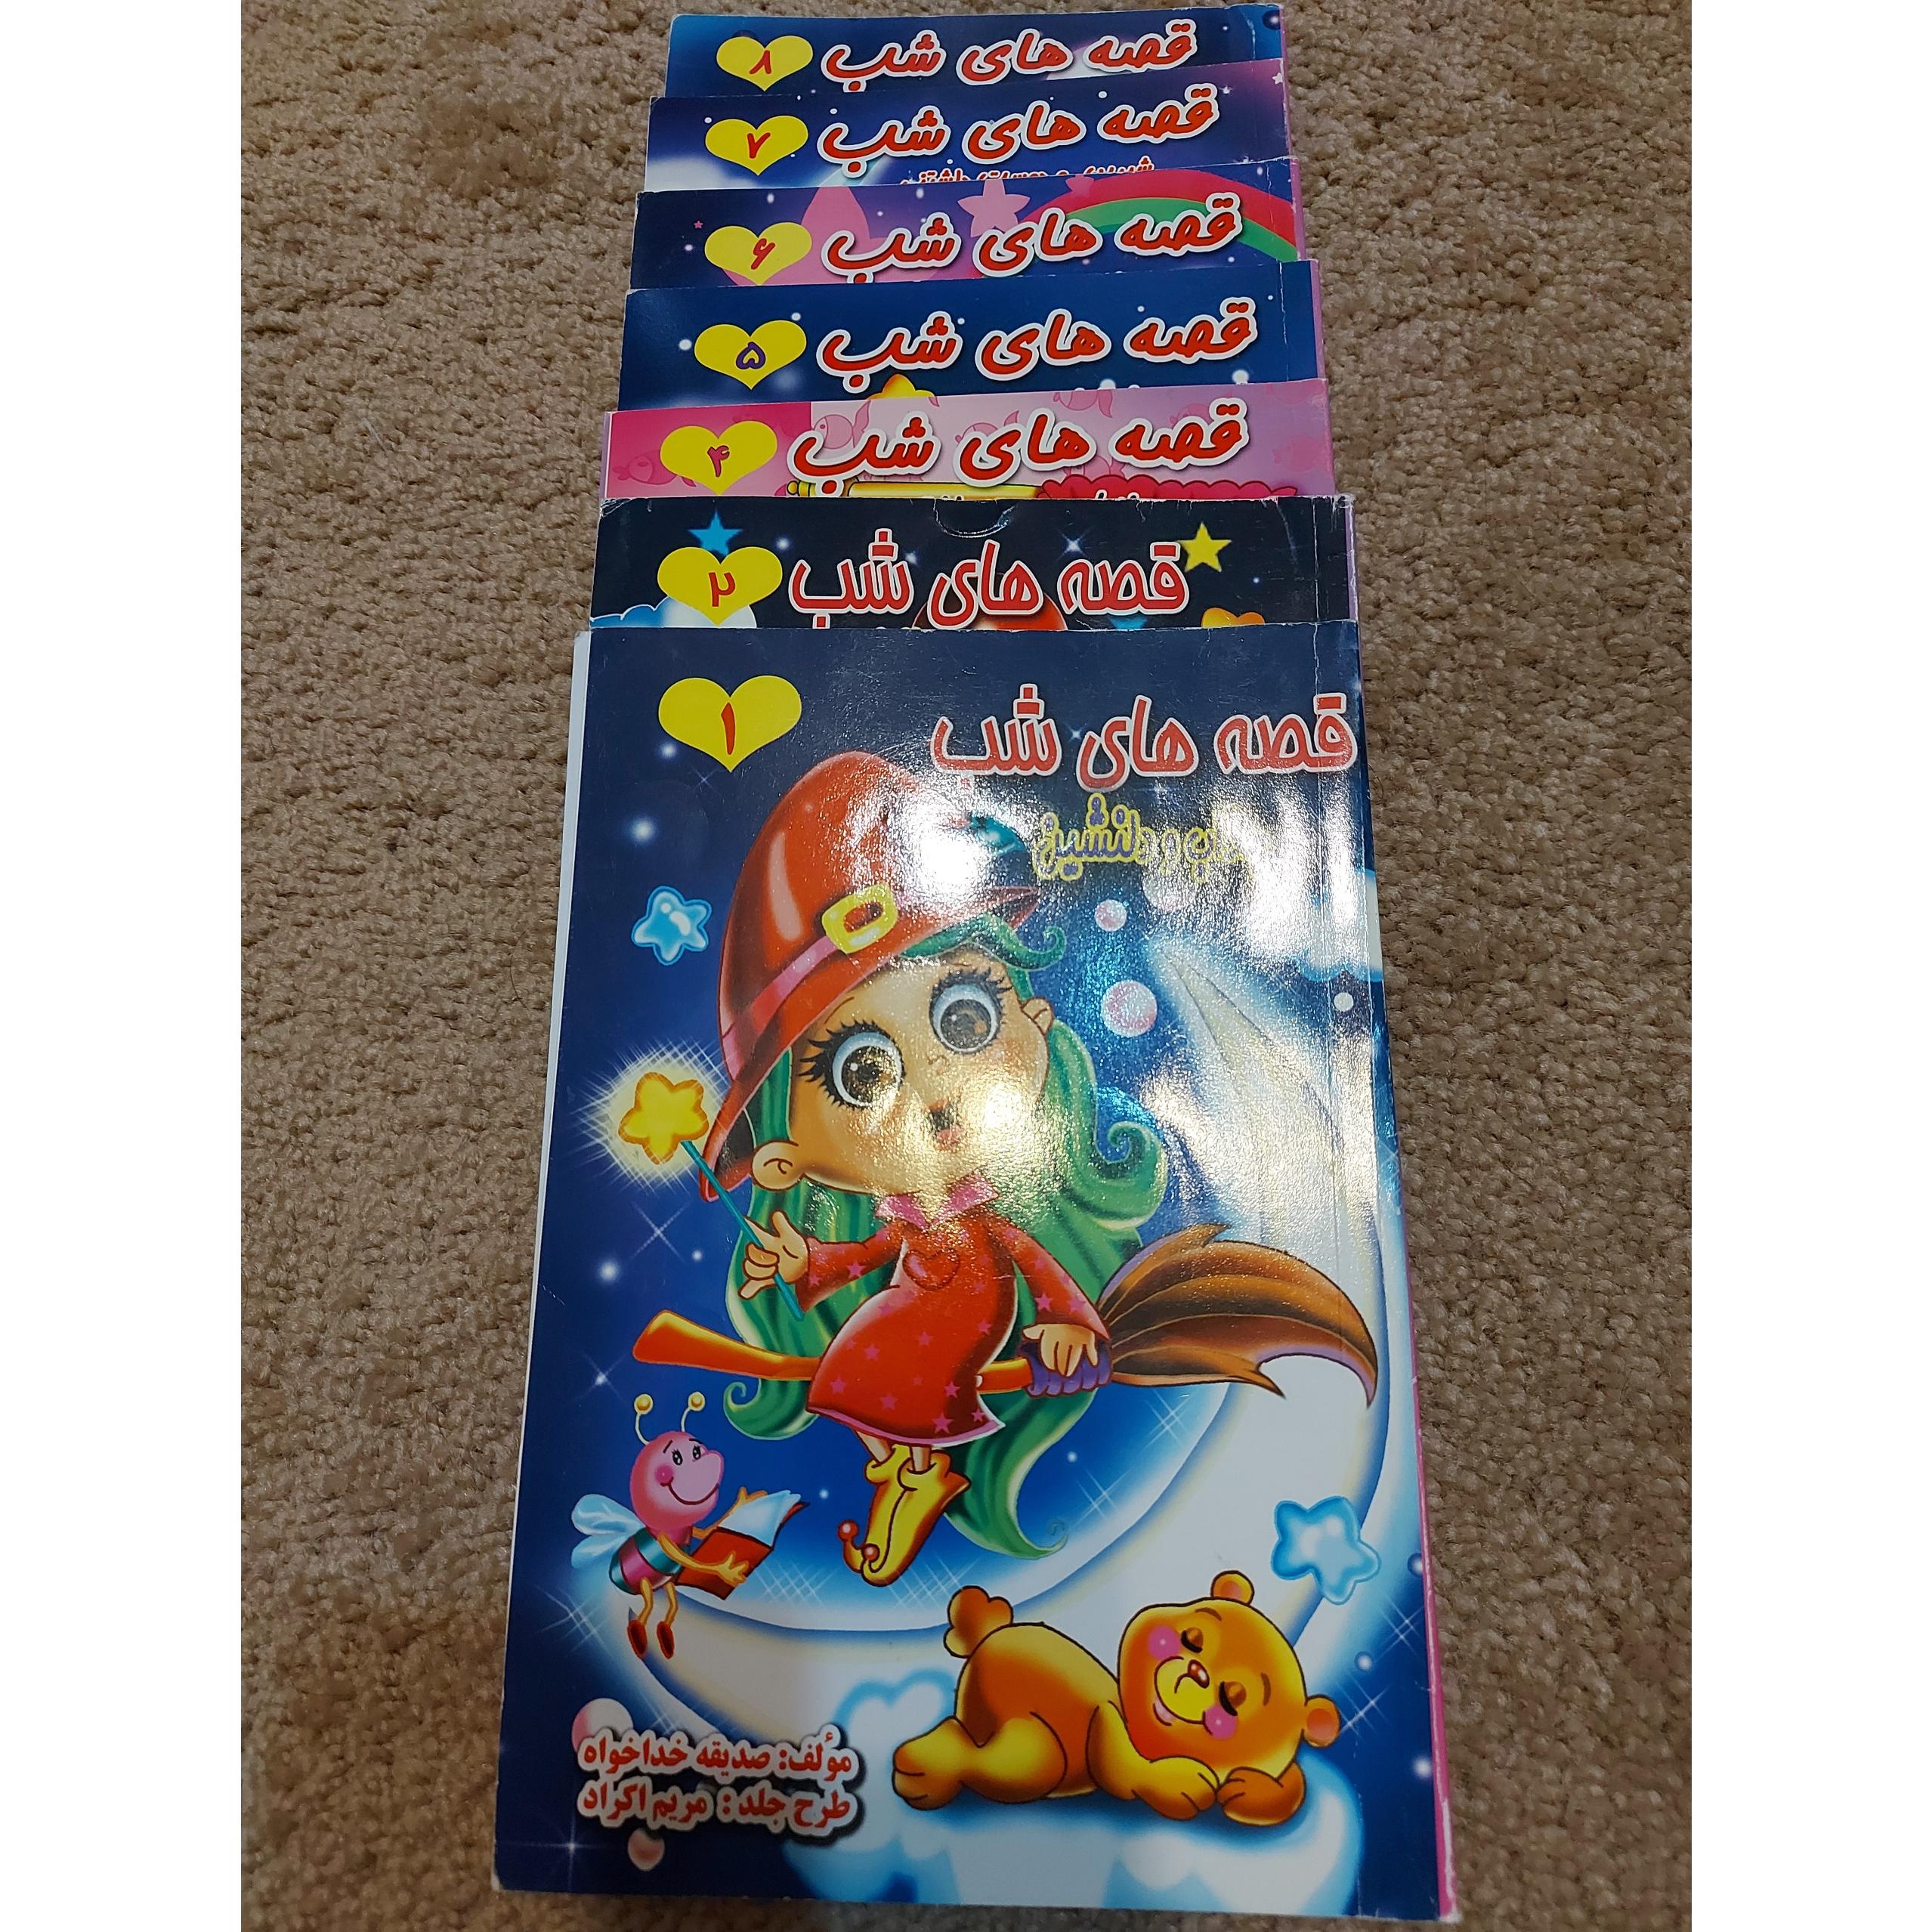 قصه های شب
۸
قصه های شب
۷
قصه های شب
۶
قصه های شب
۵
قصه های شب
۴
قصه های شب
۲
قصه های شب
۱
و دلنشین
مؤلف: صدیقه خداخواه
طرح جلد: مریم اکراد